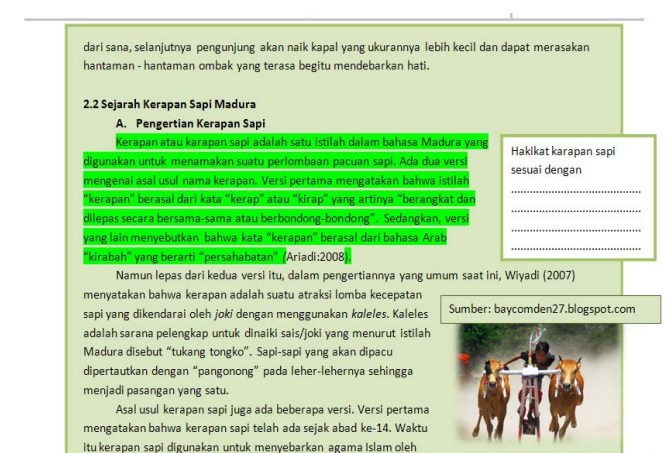 dari sana, selanjutnya pengunjung akan naik kapal yang ukurannya lebih kecil dan dapat merasakan
hantaman - hantaman ombak yang terasa begitu mendebarkan hati.
2.2 Sejarah Kerapan Sapi Madura
A. Pengertian Kerapan Sapi
Kerapan atau karapan sapi adalah satu istilah dalam bahasa Madura yang
digunakan untuk menamakan suatu perlombaan pacuan sapi. Ada dua versi
mengenai asal usul nama kerapan. Versi pertama mengatakan bahwa istilah
“kerapan” berasal dari kata “kerap” atau “kirap” yang artinya “berangkat dan
dilepas secara bersama-sama atau berbondong-bondong”. Sedangkan, versi
yang lain menyebutkan bahwa kata “kerapan” berasal dari bahasa Arab
“kirabah” yang berarti “persahabatan” (Ariadi:2008).
Hakikat karapan sapi
sesuai dengan
............................................
............................................
............................................
............................................
Namun lepas dari kedua versi itu, dalam pengertiannya yang umum saat ini, Wiyadi (2007)
menyatakan bahwa kerapan adalah suatu atraksi lomba kecepatan
sapi yang dikendarai oleh joki dengan menggunakan kaleles. Kaleles
adalah sarana pelengkap untuk dinaiki sais/joki yang menurut istilah
Madura disebut “tukang tongko”. Sapi-sapi yang akan dipacu
dipertautkan dengan “pangonong” pada leher-lehernya sehingga
menjadi pasangan yang satu.
Sumber: baycomden27.blogspot.com
Asal usul kerapan sapi juga ada beberapa versi. Versi pertama
mengatakan bahwa kerapan sapi telah ada sejak abad ke-14. Waktu
itu kerapan sapi digunakan untuk menyebarkan agama Islam oleh